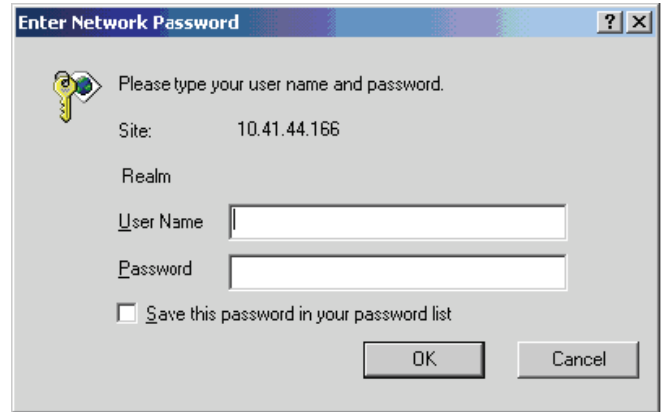 Enter Network Password
Please type your user name and password.
Site: 10.41.44.166
Realm
User Name
Password
Save this password in your password list
OK Cancel